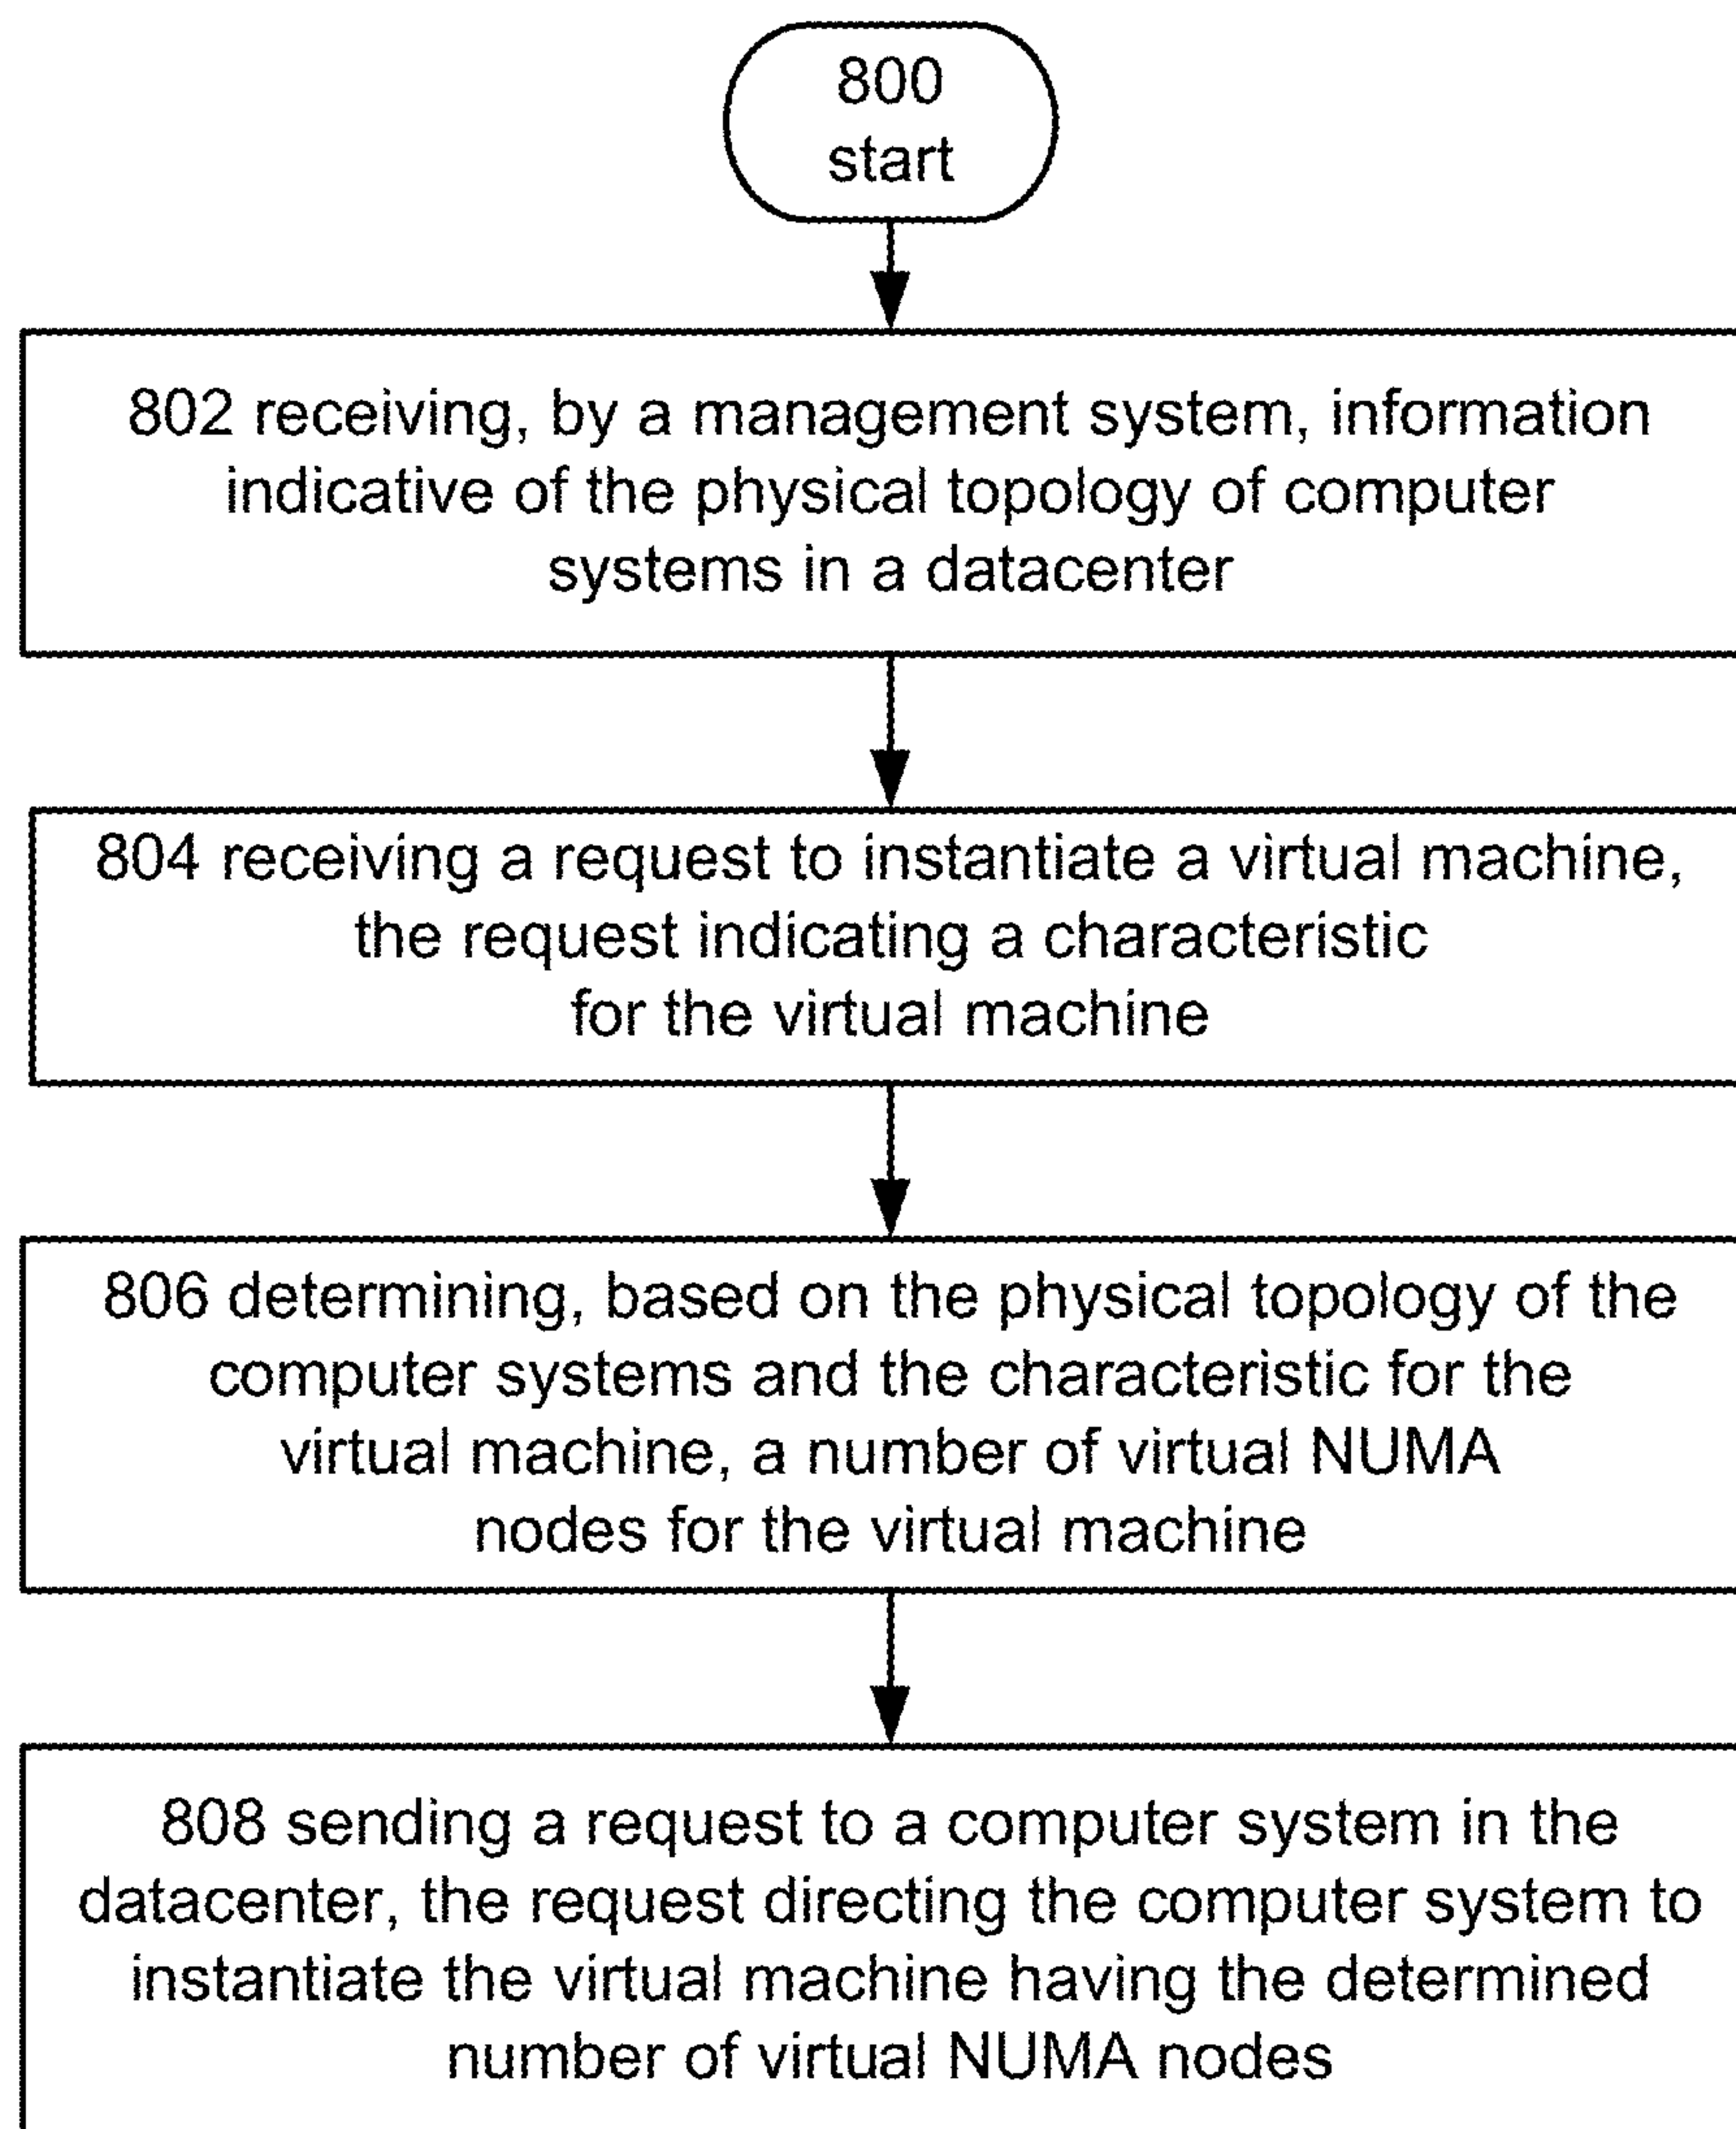 800
start
802 receiving, by a management system, information
indicative of the physical topology of computer
systems in a datacenter
804 receiving a request to instantiate a virtual machine,
the request indicating a characteristic
for the virtual machine
806 determining, based on the physical topology of the
computer systems and the characteristic for the
virtual machine, a number of virtual NUMA
nodes for the virtual machine
808 sending a request to a computer system in the
datacenter, the request directing the computer system to
instantiate the virtual machine having the determined
number of virtual NUMA nodes